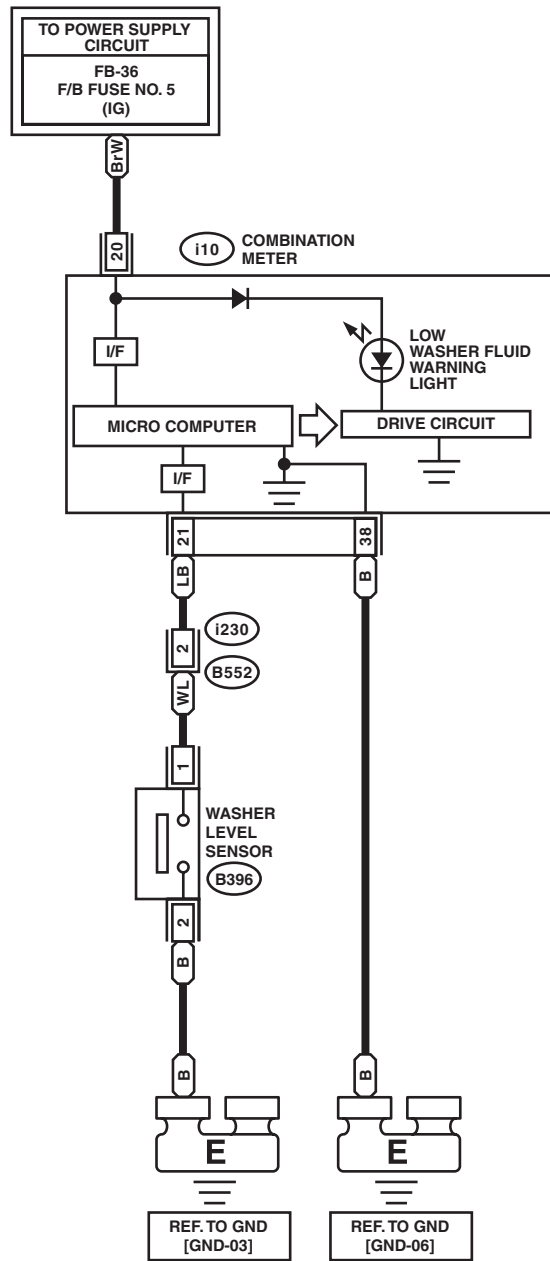 TO POWER SUPPLY
CIRCUIT
FB-36
F/B FUSE NO. 5
(IG)
BrW
20
i10
COMBINATION
METER
I/F
LOW
WASHER FLUID
WARNING
LIGHT
MICRO COMPUTER
DRIVE CIRCUIT
I/F
21
38
LB
B
2
i230
B552
WL
1
WASHER
LEVEL
SENSOR
B396
2
B
B
B
E
E
REF. TO GND
[GND-03]
REF. TO GND
[GND-06]